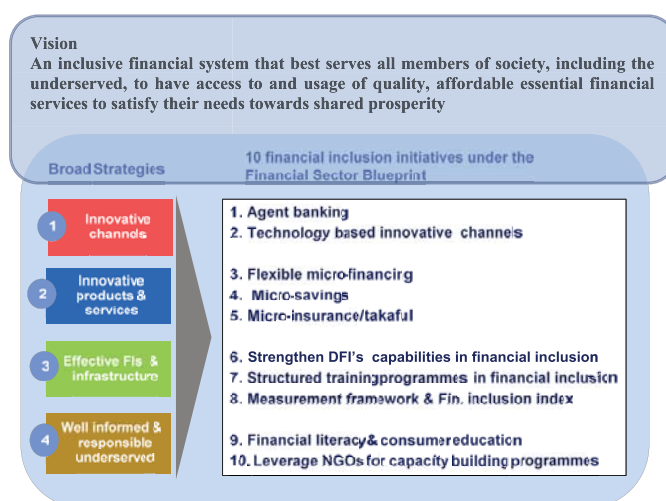 Vision
An inclusive financial system that best serves all members of society, including the
underserved, to have access to and usage of quality, affordable essential financial
services to satisfy their needs towards shared prosperity
Broad Strategies
10 financial inclusion initiatives under the
Financial Sector Blueprint
1
Innovative
channels
2
Innovative
products &
services
3
Effective FIs &
infrastructure
4
Well informed &
responsible
underserved
1. Agent banking
2. Technology based innovative channels
3. Flexible micro-financing
4. Micro-savings
5. Micro-insurance/takaful
6. Strengthen DFI's capabilities in financial inclusion
7. Structured trainingprogrammes in financial inclusion
8. Measurement framework & Fin. inclusion index
9. Financial literacy& consumereducation
10. Leverage NGOs for capacity building programmes